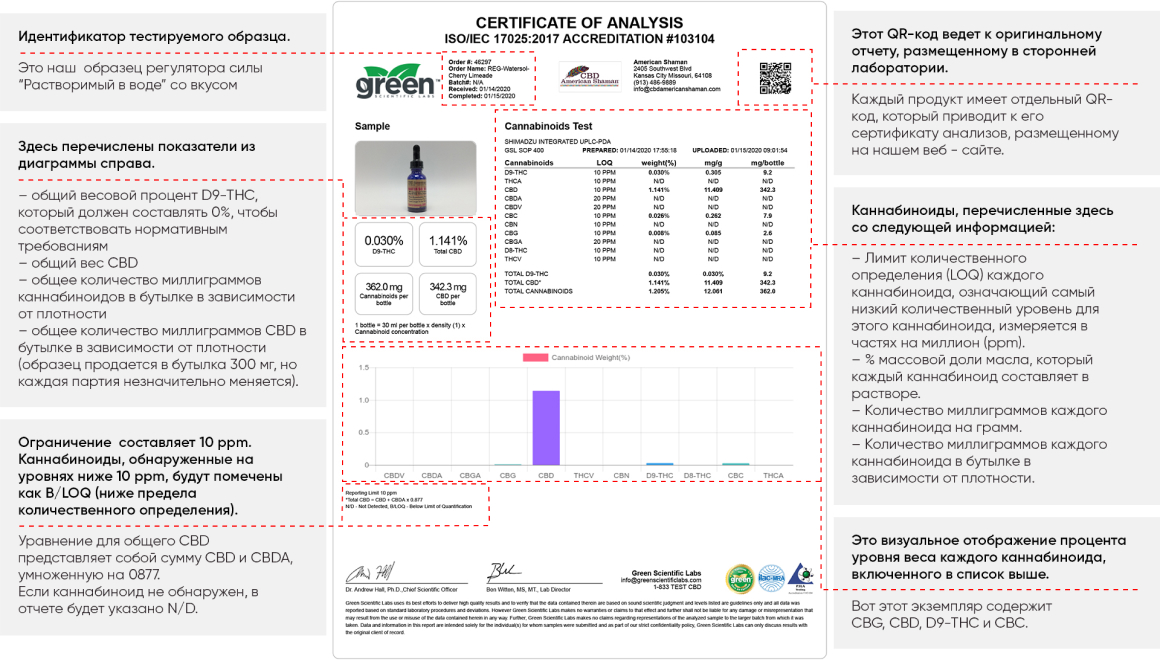 Идентификатор тестируемого образца.
Это наш образец регулятора силы
“Растворимый в воде” со вкусом
Здесь перечислены показатели из
диаграммы справа.
– общий весовой процент D9-THC,
который должен составлять 0%, чтобы
соответствовать нормативным
требованиям
– общий вес CBD
– общее количество миллиграммов
каннабиноидов в бутылке в зависимости
от плотности
– общее количество миллиграммов CBD в
бутылке в зависимости от плотности
(образец продается в бутылка 300 мг, но
каждая партия незначительно меняется).
Ограничение составляет 10 ppm.
Каннабиноиды, обнаруженные на
уровнях ниже 10 ppm, будут помечены
как B/LOQ (ниже предела
количественного определения).
Уравнение для общего CBD
представляет собой сумму CBD и CBDA,
умноженную на 0877.
Если каннабиноид не обнаружен, в
отчете будет указано N/D.
CERTIFICATE OF ANALYSIS
ISO/IEC 17025:2017 ACCREDITATION #103104
green
SCIENTIFIC LABS
Order #: 46297
Order Name: REG-Watersol-
Cherry Limeade
Batch#: N/A
Received: 01/14/2020
Completed: 01/15/2020
CBD
American Shaman
American Shaman
2405 Southwest Blvd
Kansas City Missouri, 64108
(913) 486-9889
info@cbdamericanshaman.com
Sample
0.030%
D9-THC
1.141%
Total CBD
362.0 mg
Cannabinoids per
bottle
342.3 mg
CBD per
bottle
1 bottle = 30 ml per bottle x density (1) x
Cannabinoid concentration
Cannabinoids Test
SHIMADZU INTEGRATED UPLC-PDA
GSL SOP 400 PREPARED: 01/14/2020 17:55:18 UPLOADED: 01/15/2020 09:01:54
Cannabinoids LOQ weight(%) mg/g mg/bottle
D9-THC 10 PPM 0.030% 0.305 9.2
THCA 10 PPM N/D N/D N/D
CBD 10 PPM 1.141% 11.409 342.3
CBDA 20 PPM N/D N/D N/D
CBDV 20 PPM N/D N/D N/D
CBC 10 PPM 0.026% 0.262 7.9
CBN 10 PPM N/D N/D N/D
CBG 10 PPM 0.008% 0.085 2.6
CBGA 20 PPM N/D N/D N/D
D8-THC 10 PPM N/D N/D N/D
THCV 10 PPM N/D N/D N/D
TOTAL D9-THC 0.030% 0.030% 9.2
TOTAL CBD* 1.141% 11.409 342.3
TOTAL CANNABINOIDS 1.205% 12.061 362.0
Cannabinoid Weight(%)
1.5
1.0
0.5
0
CBDV CBDA CBGA CBG CBD THCV CBN D9-THC D8-THC CBC THCA
Reporting Limit 10 ppm
*Total CBG = CBD + CBDA x 0.877
N/D - Not Detected, B/LOQ - Below Limit of Quantification
Dr. Andrew Hall, Ph.D.,Chief Scientific Officer
Ben Witten, MS, MT., Lab Director
Green Scientific Labs
info@greenscientificlabs.com
1-833 TEST CBD
green
ilac-MRA
PJLA
Testing
Green Scientific Labs uses its best efforts to deliver high quality results and to verify that the data contained therein are based on sound scientific judgment and levels listed are guidelines only and all data was
reported based on standard laboratory procedures and deviations. However Green Scientific Labs makes no warranties or claims to that effect and further shall not be liable for any damage or misrepresentation that
may result from the use or misuse of the data contained herein in any way. Further, Green Scientific Labs makes no claims regarding representations of the analyzed sample to the larger batch from which it was
taken. Data and information in this report are intended solely for the individual(s) for whom samples were submitted and as part of our strict confidentiality policy, Green Scientific Labs can only discuss results with
the original client of record.
Этот QR-код ведет к оригинальному
отчету, размещенному в сторонней
лаборатории.
Каждый продукт имеет отдельный QR-
код, который приводит к его
сертификату анализов, размещенному
на нашем веб - сайте.
Каннабиноиды, перечисленные здесь
со следующей информацией:
– Лимит количественного
определения (LOQ) каждого
каннабиноида, означающий самый
низкий количественный уровень для
этого каннабиноида, измеряется в
частях на миллион (ppm).
– % массовой доли масла, который
каждый каннабиноид составляет в
растворе.
– Количество миллиграммов каждого
каннабиноида на грамм.
– Количество миллиграммов каждого
каннабиноида в бутылке в
зависимости от плотности.
Это визуальное отображение процента
уровня веса каждого каннабиноида,
включенного в список выше.
Вот этот экземпляр содержит
CBG, CBD, D9-THC и CBC.